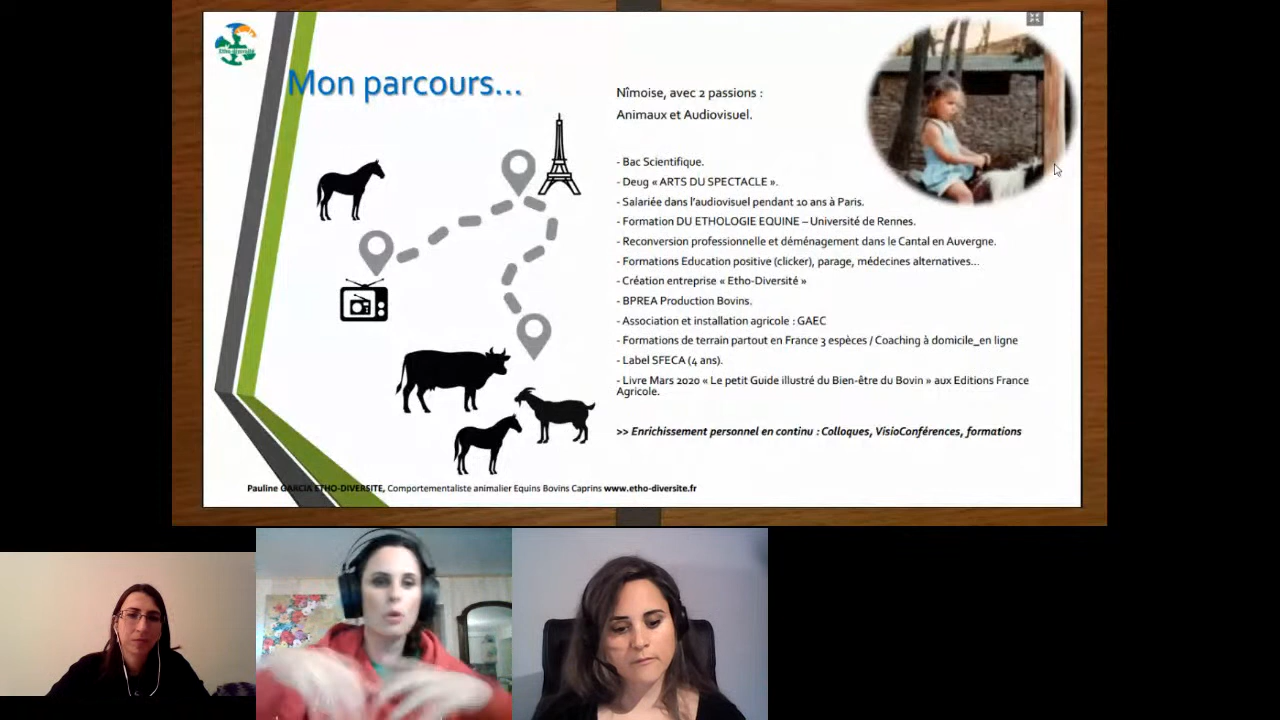 Etho-diversité
Mon parcours...
Nîmoise, avec 2 passions :
Animaux et Audiovisuel.
- Bac Scientifique.
- Deug « ARTS DU SPECTACLE ».
- Salariée dans l'audiovisuel pendant 10 ans à Paris.
- Formation DU ETHOLOGIE EQUINE – Université de Rennes.
- Reconversion professionnelle et déménagement dans le Cantal en Auvergne.
- Formations Education positive (clicker), parage, médecines alternatives...
- Création entreprise « Etho-Diversité »
- BPREA Production Bovins.
- Association et installation agricole : GAEC
- Formations de terrain partout en France 3 espèces / Coaching à domicile_en ligne
- Label SFECA (4 ans).
- Livre Mars 2020 « Le petit Guide illustré du Bien-être du Bovin » aux Editions France
Agricole.
>> Enrichissement personnel en continu : Colloques, VisioConférences, formations
Pauline GARCIA ETHO-DIVERSITE, Comportementaliste animalier Equins Bovins Caprins www.etho-diversite.fr